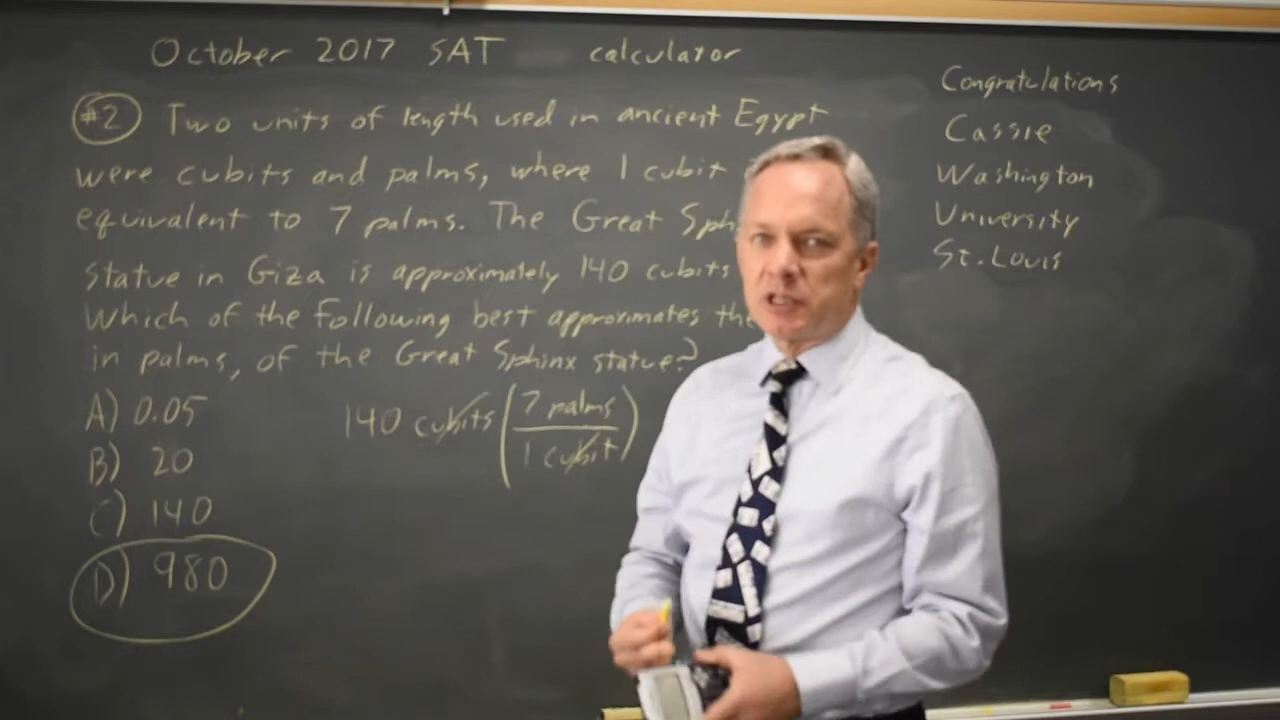 October 2017 SAT calculator
#2 Two units of length used in ancient Egypt
were cubits and palms, where 1 cubit
equivalent to 7 palms. The Great Sph
statue in Giza is approximately 140 cubits
Which of the following best approximates the
in palms, of the Great Sphinx statue?
A) 0.05
B) 20
C) 140
D) 980
140 cubits (7 palms / 1 cubit)
Congratulations
Cassie
Washington
University
St. Louis